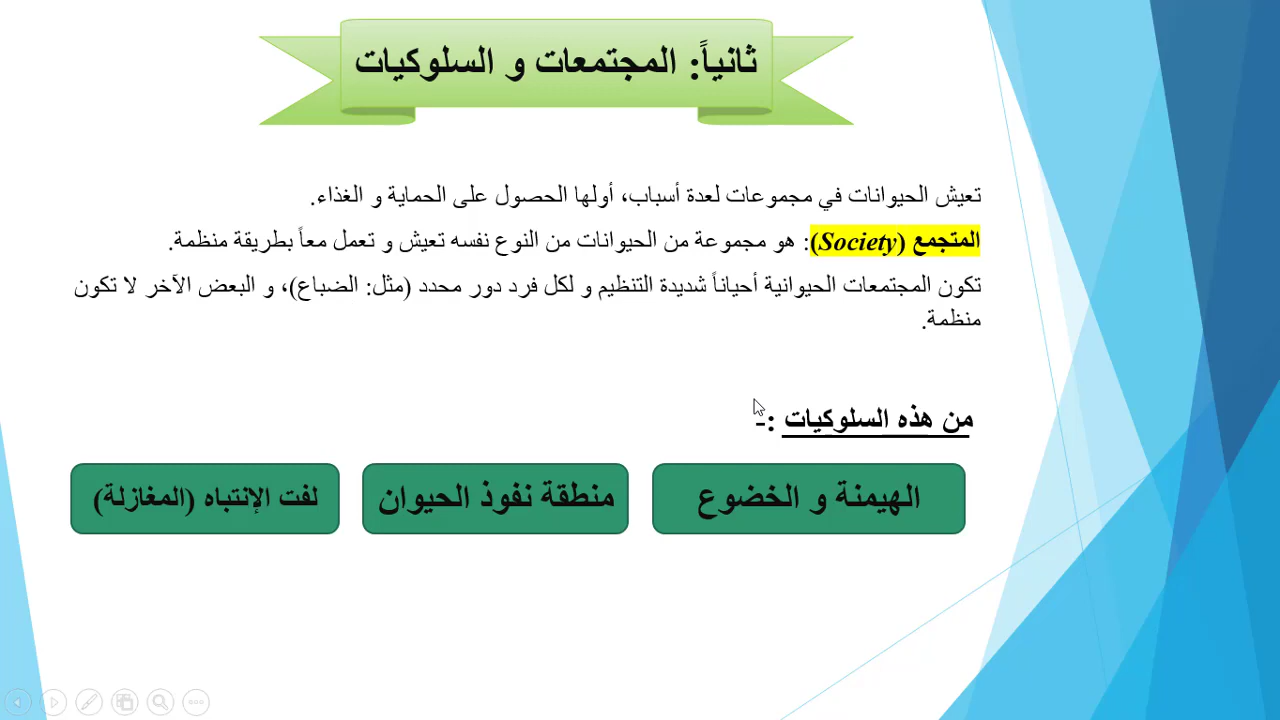 ثانياً: المجتمعات و السلوكيات
تعيش الحيوانات في مجموعات لعدة أسباب، أولها الحصول على الحماية و الغذاء.
المتجمع (Society): هو مجموعة من الحيوانات من النوع نفسه تعيش و تعمل معاً بطريقة منظمة.
تكون المجتمعات الحيوانية أحياناً شديدة التنظيم و لكل فرد دور محدد (مثل: الضباع)، و البعض الآخر لا تكون
منظمة.
من هذه السلوكيات :-
الهيمنة و الخضوع
منطقة نفوذ الحيوان
لفت الإنتباه (المغازلة)